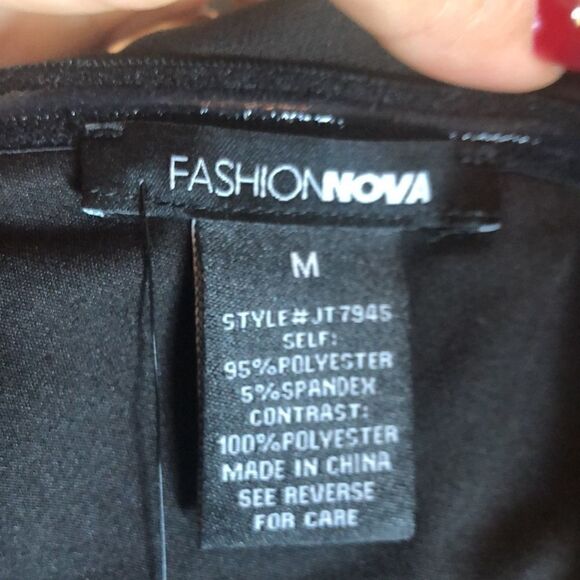 FASHIONNOVA
M
STYLE#JT7945
SELF:
95%POLYESTER
5%SPANDEX
CONTRAST:
100%POLYESTER
MADE IN CHINA
SEE REVERSE
FOR CARE